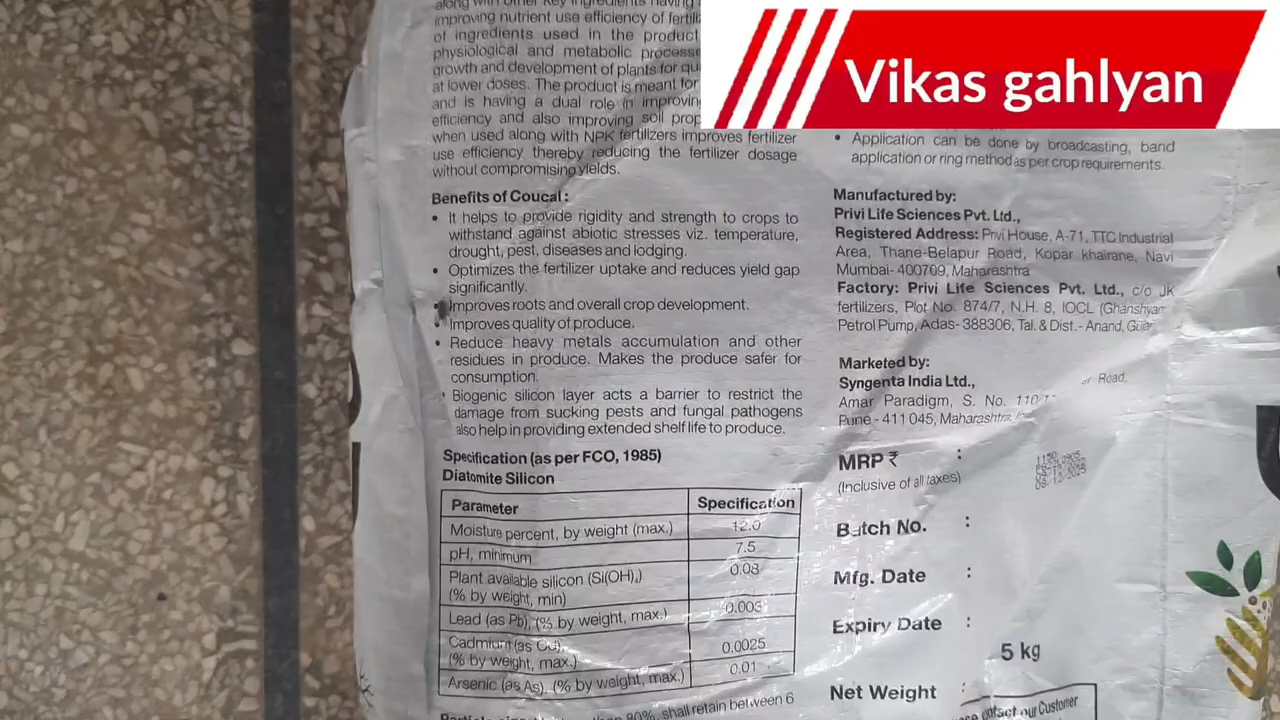 along with other key ingredients having
improving nutrient use efficiency of
of ingredients used in the product
physiological and metabolic
growth and development of plants for
at lower doses. The product is meant for
and is having a dual role in
efficiency and also improving soil
when used along with NPK fertilizers improves fertilizer
use efficiency thereby reducing the fertilizer dosage
without compromising yields.
Benefits of Coucal:
• It helps to provide rigidity and strength to crops to
withstand against abiotic stresses viz. temperature,
drought, pest, diseases and lodging.
• Optimizes the fertilizer uptake and reduces yield gap
significantly.
• Improves roots and overall crop development.
• Improves quality of produce.
• Reduce heavy metals accumulation and other
residues in produce. Makes the produce safer for
consumption.
• Biogenic silicon layer acts a barrier to restrict the
damage from sucking pests and fungal pathogens
also help in providing extended shelf life to produce.
Specification (as per FCO, 1985)
Diatomite Silicon
Parameter Specification
Moisture percent, by weight (max.) 12.0
pH, minimum 7.5
Plant available silicon (Si(OH)4) 0.08
(% by weight, min)
Lead (as Pb), (% by weight, max.) 0.003
Cadmium (as Cd), 0.0025
(% by weight, max.)
Arsenic (as As), (% by weight, max.) 0.01
80%, shall retain between 6
Vikas gahlyan
• Application can be done by broadcasting, band
application or ring method as per crop requirements.
Manufactured by:
Privi Life Sciences Pvt. Ltd.,
Registered Address: Privi House, A-71, TTC Industrial
Area, Thane-Belapur Road, Kopar khairane, Navi
Mumbai- 400709, Maharashtra
Factory: Privi Life Sciences Pvt. Ltd., c/o JK
fertilizers, Plot No. 874/7, N.H. 8, IOCL (Ghanshyam
Petrol Pump, Adas- 388306, Tal. & Dist.- Anand,
Marketed by:
Syngenta India Ltd.,
Amar Paradigm, S. No. Road,
Pune - 411 045, Maharashtra,
MRP ₹ :
(Inclusive of all taxes)
Batch No. :
Mfg. Date :
Expiry Date :
5 kg
Net Weight :
contact our Customer